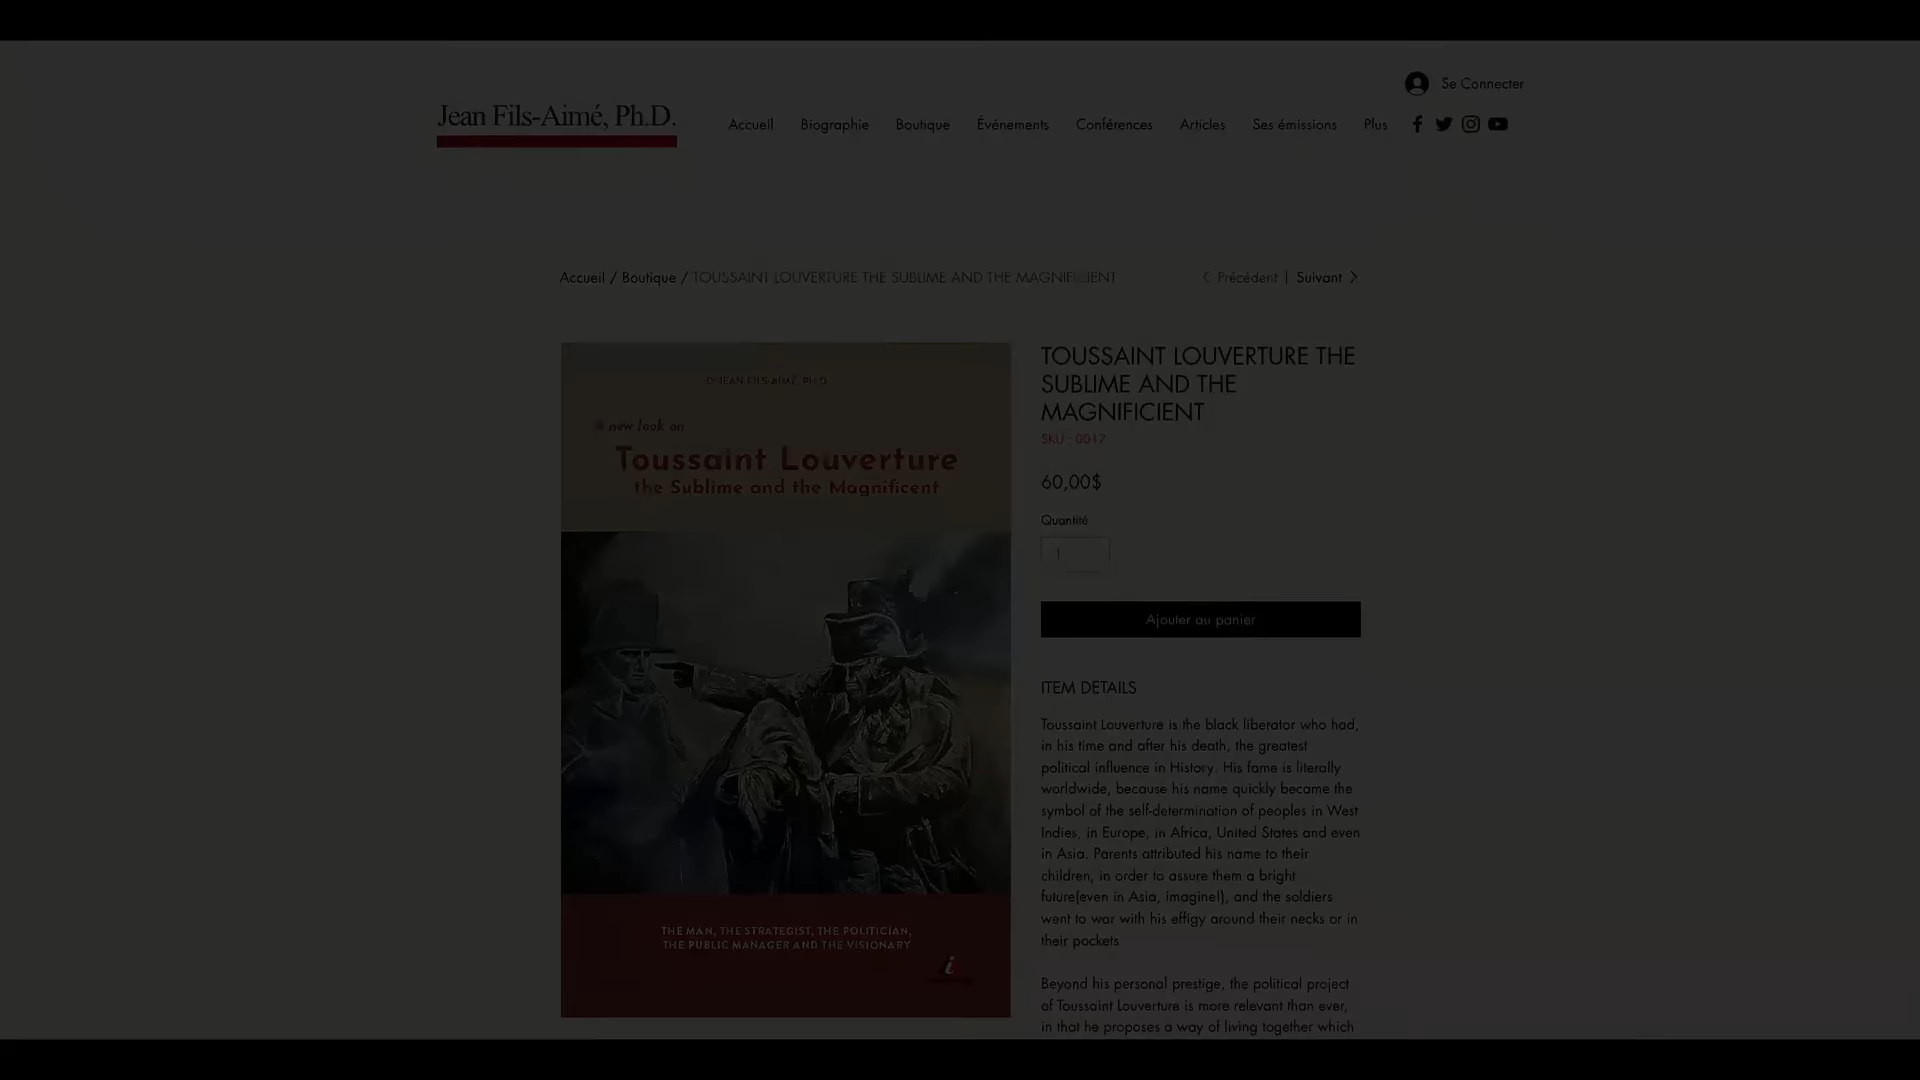 Se Connecter
Jean Fils-Aimé, Ph.D.
Accueil Biographie Boutique Événements Conférences Articles Ses émissions Plus
Accueil / Boutique / TOUSSAINT LOUVERTURE THE SUBLIME AND THE MAGNIFICIENT
< Précédent | Suivant >
Dr JEAN FILS-AIMÉ, PH.D.
A new look on
Toussaint Louverture
the Sublime and the Magnificent
THE MAN, THE STRATEGIST, THE POLITICIAN,
THE PUBLIC MANAGER AND THE VISIONARY
TOUSSAINT LOUVERTURE THE
SUBLIME AND THE
MAGNIFICIENT
SKU : 0017
60,00$
Quantité
1
Ajouter au panier
ITEM DETAILS
Toussaint Louverture is the black liberator who had,
in his time and after his death, the greatest
political influence in History. His fame is literally
worldwide, because his name quickly became the
symbol of the self-determination of peoples in West
Indies, in Europe, in Africa, United States and even
in Asia. Parents attributed his name to their
children, in order to assure them a bright
future(even in Asia, imagine!), and the soldiers
went to war with his effigy around their necks or in
their pockets
Beyond his personal prestige, the political project
of Toussaint Louverture is more relevant than ever,
in that he proposes a way of living together which